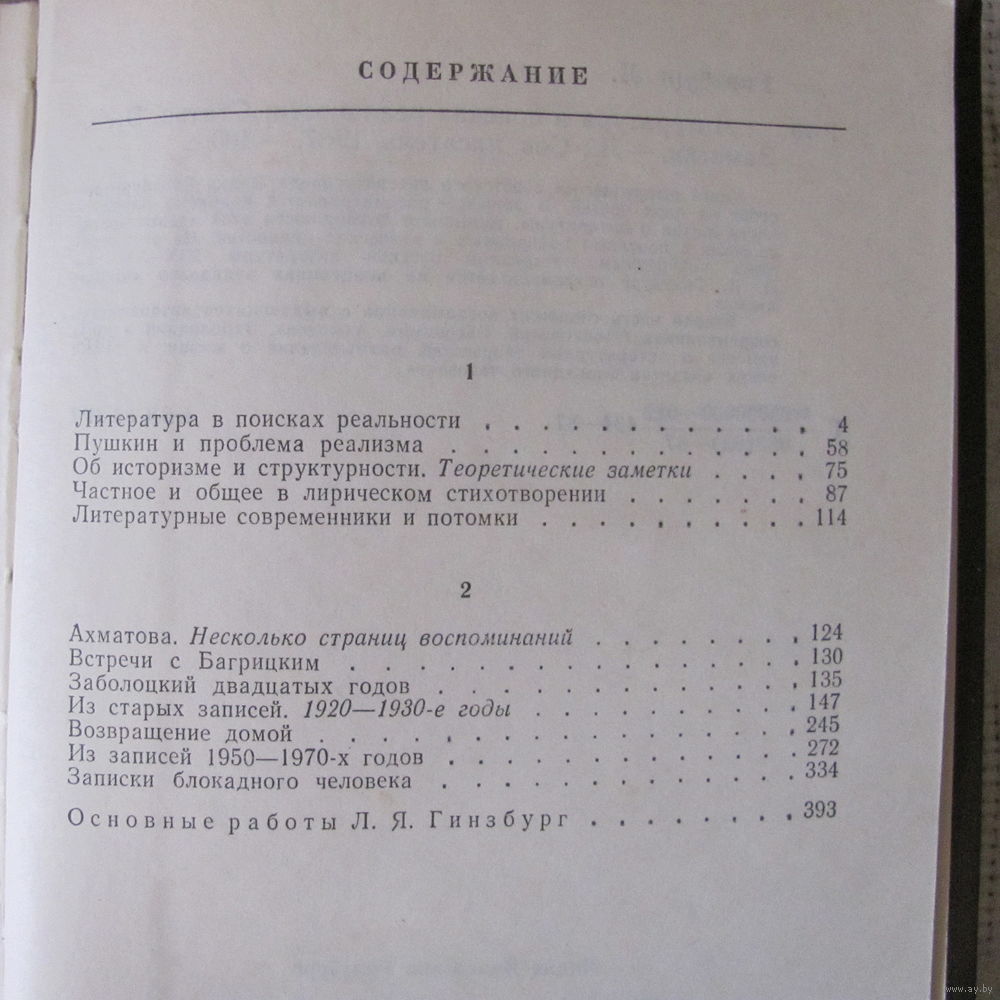 СОДЕРЖАНИЕ
1
Литература в поисках реальности . . . . . . . . . . . . 4
Пушкин и проблема реализма . . . . . . . . . . . . . 58
Об историзме и структурности. Теоретические заметки . . . . 75
Частное и общее в лирическом стихотворении . . . . . . . 87
Литературные современники и потомки . . . . . . . . . . 114
2
Ахматова. Несколько страниц воспоминаний . . . . . . . . 124
Встречи с Багрицким . . . . . . . . . . . . . . . . 130
Заболоцкий двадцатых годов . . . . . . . . . . . . . 135
Из старых записей. 1920—1930-е годы . . . . . . . . . . 147
Возвращение домой . . . . . . . . . . . . . . . . . 245
Из записей 1950—1970-х годов . . . . . . . . . . . . . 272
Записки блокадного человека . . . . . . . . . . . . . 334
Основные работы Л. Я. Гинзбург . . . . . . . . 393
www.ay.by